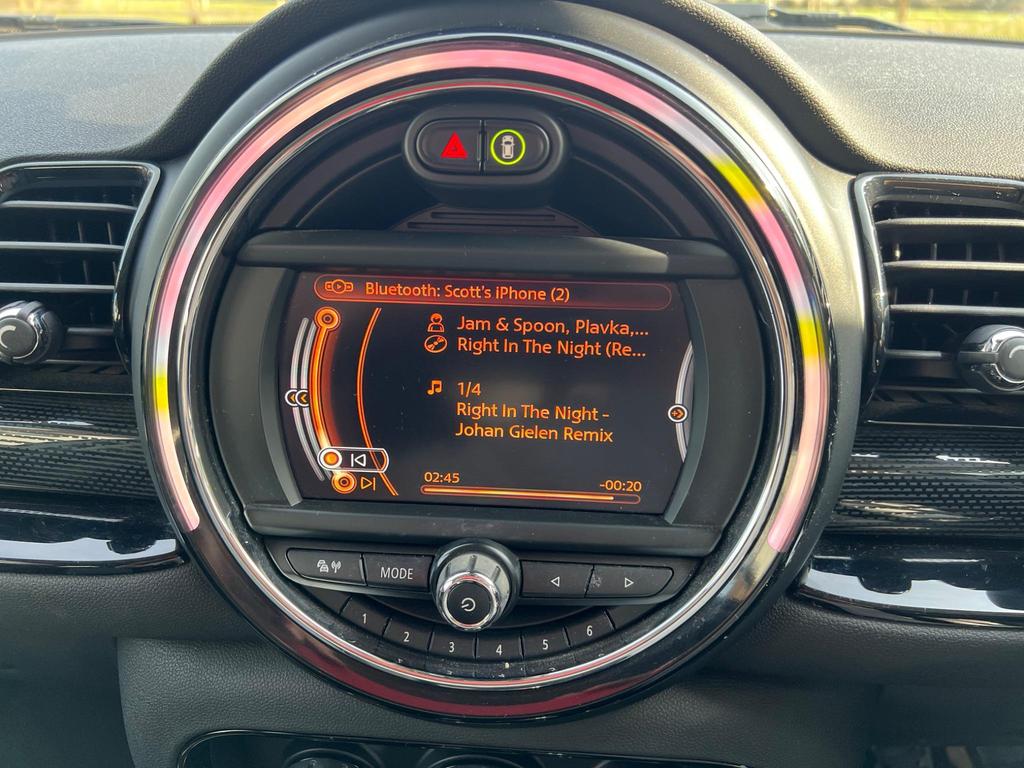 Bluetooth: Scott's iPhone (2)
Jam & Spoon, Plavka,...
Right In The Night (Re...
1/4
Right In The Night -
Johan Gielen Remix
02:45 -00:20
MODE
1 2 3 4 5 6